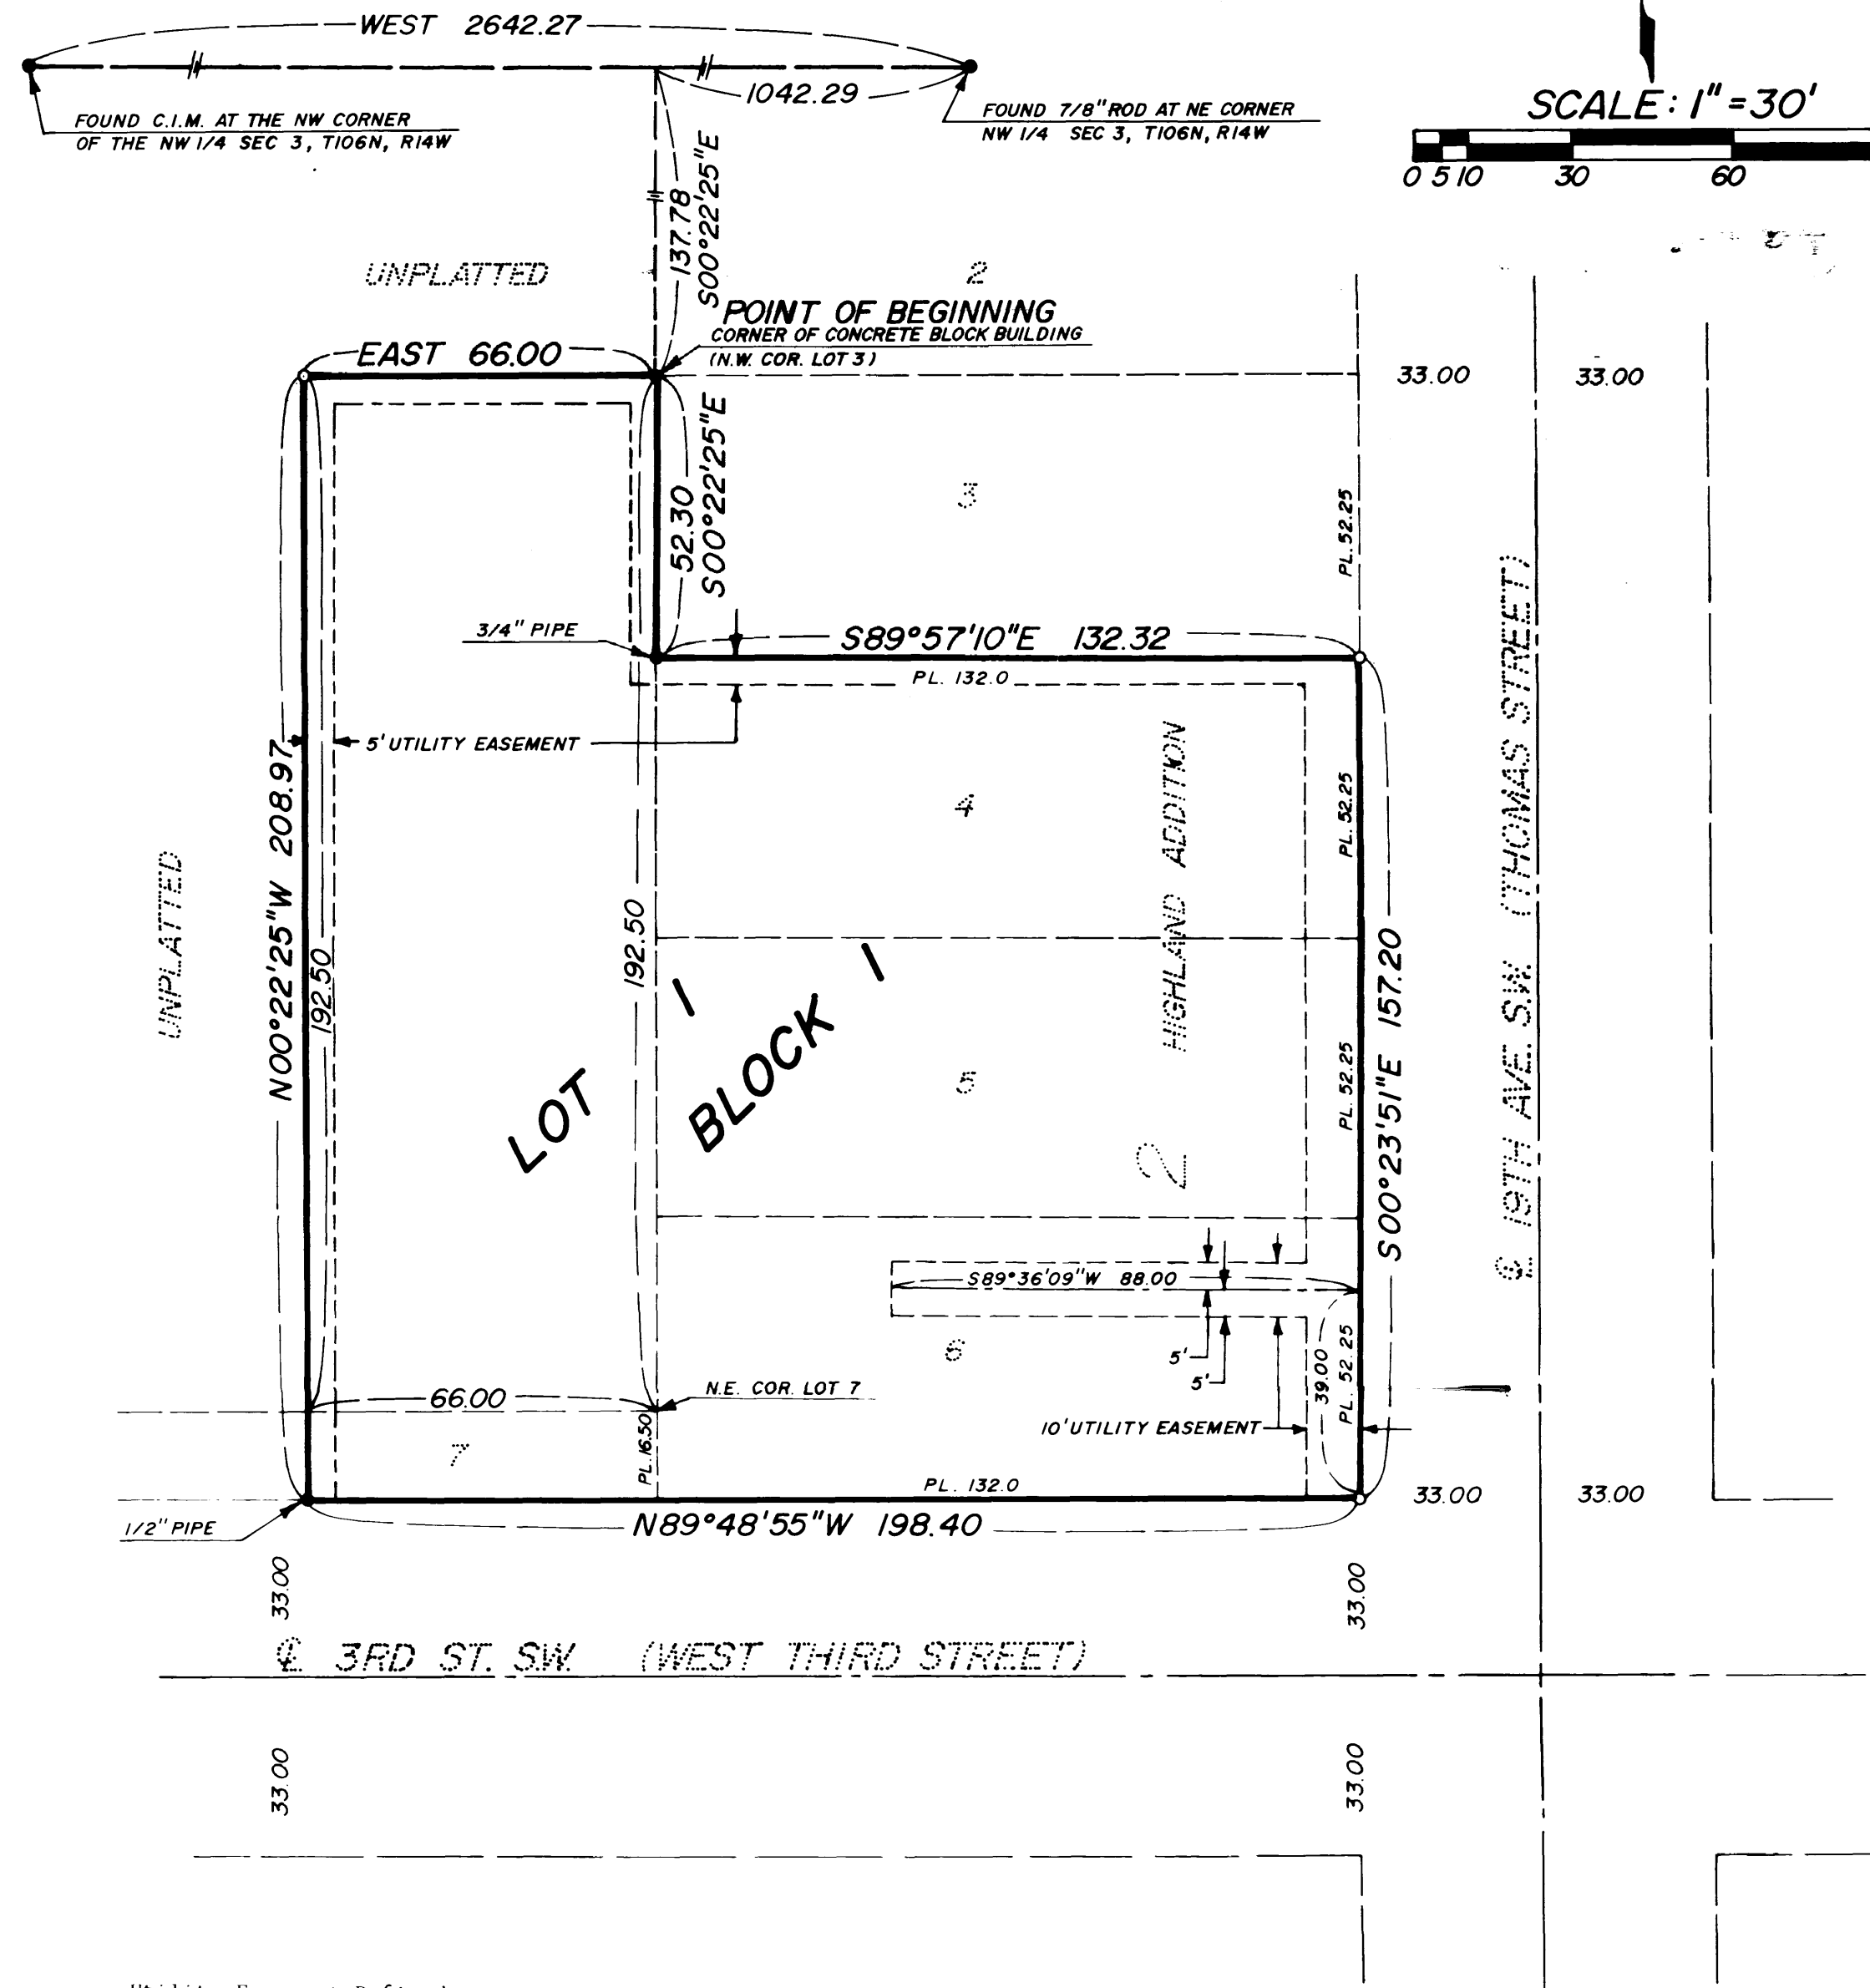 WEST 2642.27
1042.29
FOUND C.I.M. AT THE NW CORNER
OF THE NW 1/4 SEC 3, T106N, R14W
FOUND 7/8" ROD AT NE CORNER
NW 1/4 SEC 3, T106N, R14W
SCALE: 1"=30'
0 5 10 30 60
137.78
S00°22'25"E
UNPLATTED
2
POINT OF BEGINNING
CORNER OF CONCRETE BLOCK BUILDING
(N.W. COR. LOT 3)
EAST 66.00
33.00
33.00
52.30
S00°22'25"E
3
PL. 52.25
3/4" PIPE
S89°57'10"E 132.32
PL. 132.0
5' UTILITY EASEMENT
N00°22'25"W 208.97
192.50
192.50
UNPLATTED
4
HIGHLAND ADDITION
PL. 52.25
℄ 19TH AVE. S.W. (THOMAS STREET)
LOT 1
BLOCK 1
5
2
PL. 52.25
S00°23'51"E 157.20
S89°36'09"W 88.00
6
5'
5'
39.00
PL. 52.25
66.00
N.E. COR. LOT 7
10' UTILITY EASEMENT
7
PL. 16.50
PL. 132.0
33.00
33.00
1/2" PIPE
N89°48'55"W 198.40
33.00
33.00
℄ 3RD ST. S.W. (WEST THIRD STREET)
33.00
33.00